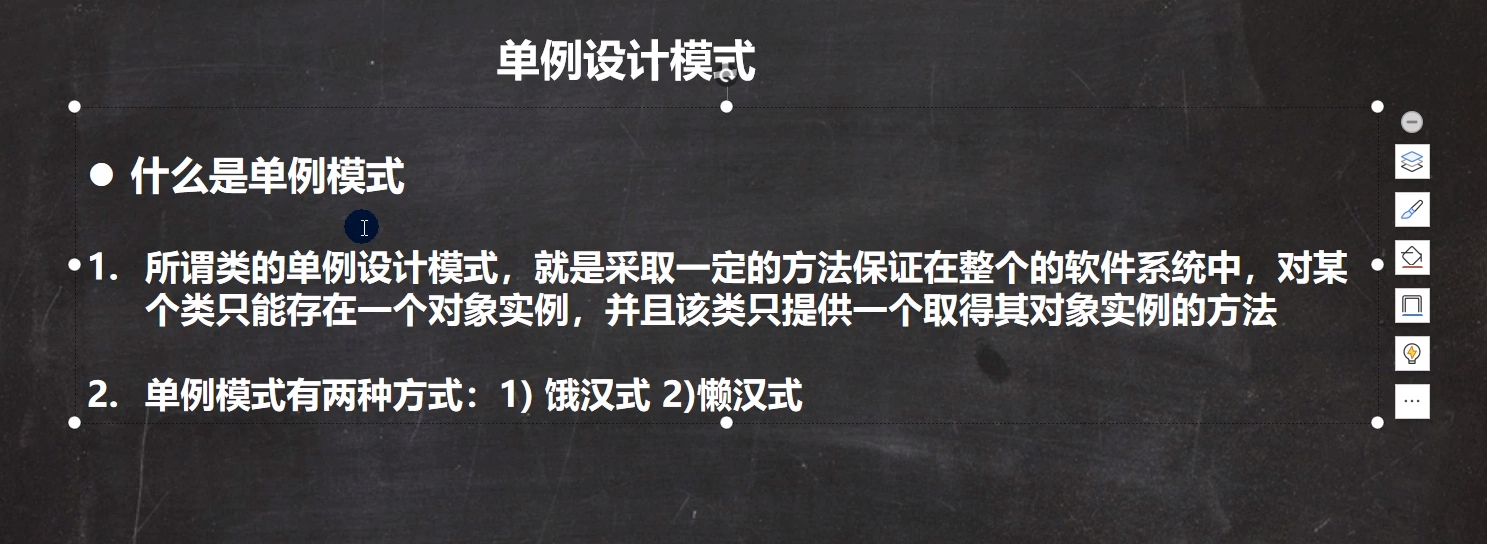 单例设计模式
● 什么是单例模式
1. 所谓类的单例设计模式，就是采取一定的方法保证在整个的软件系统中，对某
个类只能存在一个对象实例，并且该类只提供一个取得其对象实例的方法
2. 单例模式有两种方式：1) 饿汉式 2)懒汉式